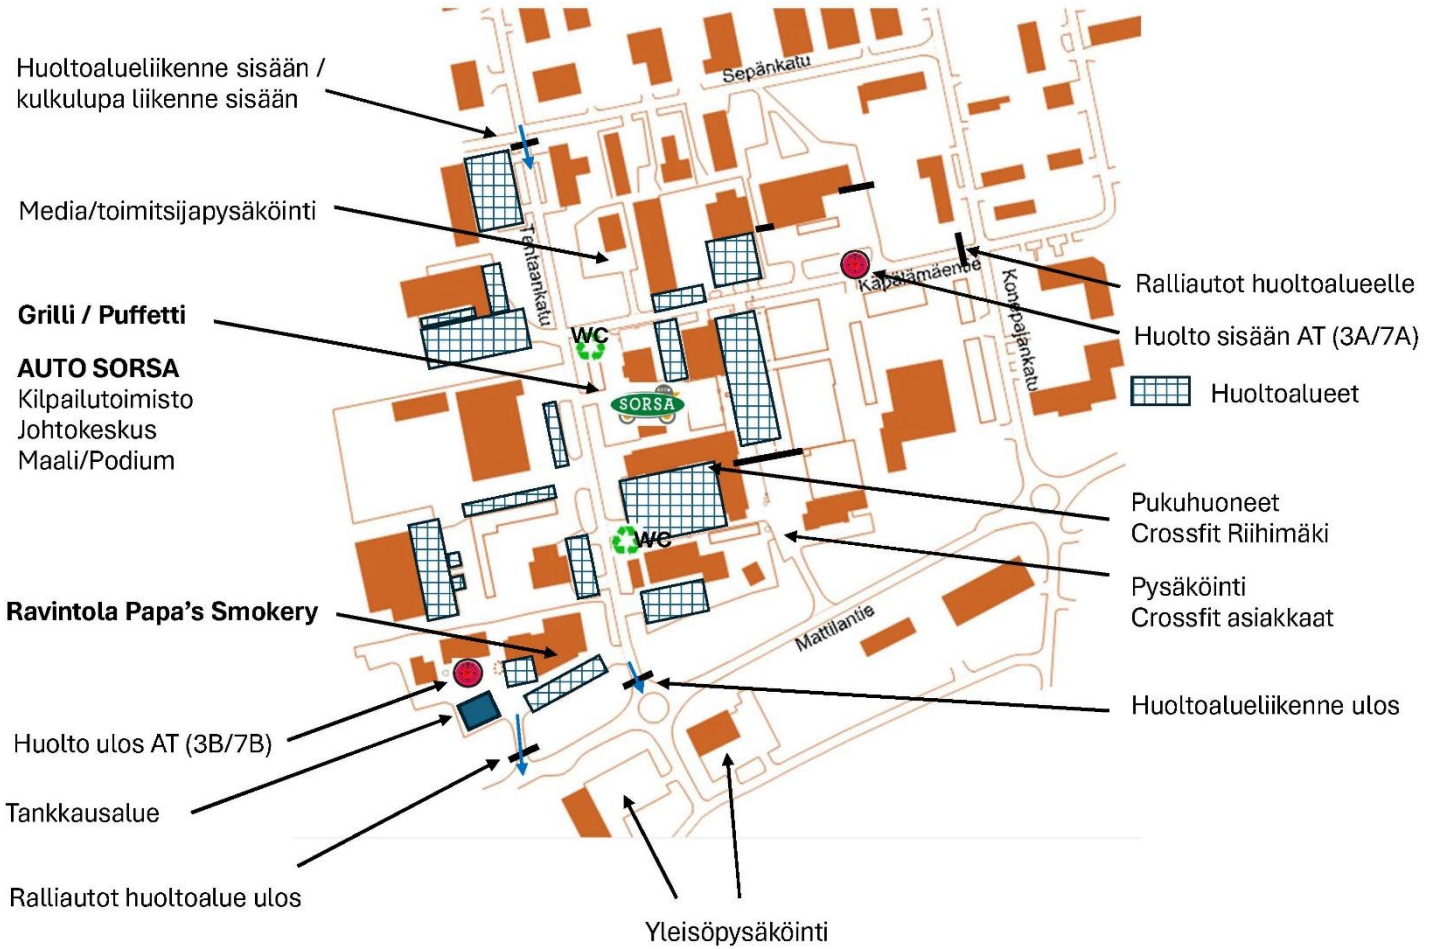 Huoltoalueliikenne sisään /
kulkulupa liikenne sisään
Media/toimitsijapysäköinti
Grilli / Puffetti
AUTO SORSA
Kilpailutoimisto
Johtokeskus
Maali/Podium
Ravintola Papa's Smokery
Huolto ulos AT (3B/7B)
Tankkausalue
Ralliautot huoltoalue ulos
Sepänkatu
Tehtaankatu
Käpälämäentie
Konepajankatu
WC
SORSA
WC
Mattilantie
Ralliautot huoltoalueelle
Huolto sisään AT (3A/7A)
Huoltoalueet
Pukuhuoneet
Crossfit Riihimäki
Pysäköinti
Crossfit asiakkaat
Huoltoalueliikenne ulos
Yleisöpysäköinti